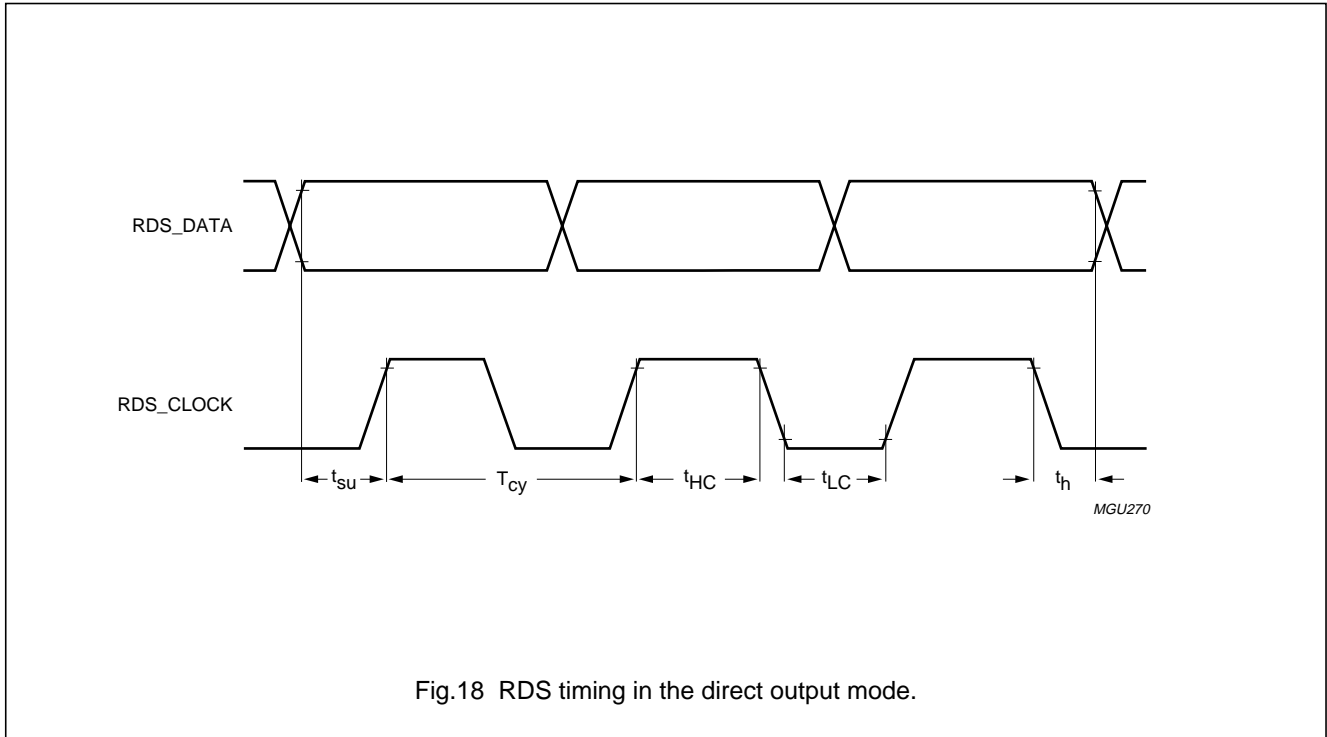 RDS_DATA
RDS_CLOCK
tsu
Tcy
tHC
tLC
th
MGU270
Fig.18 RDS timing in the direct output mode.